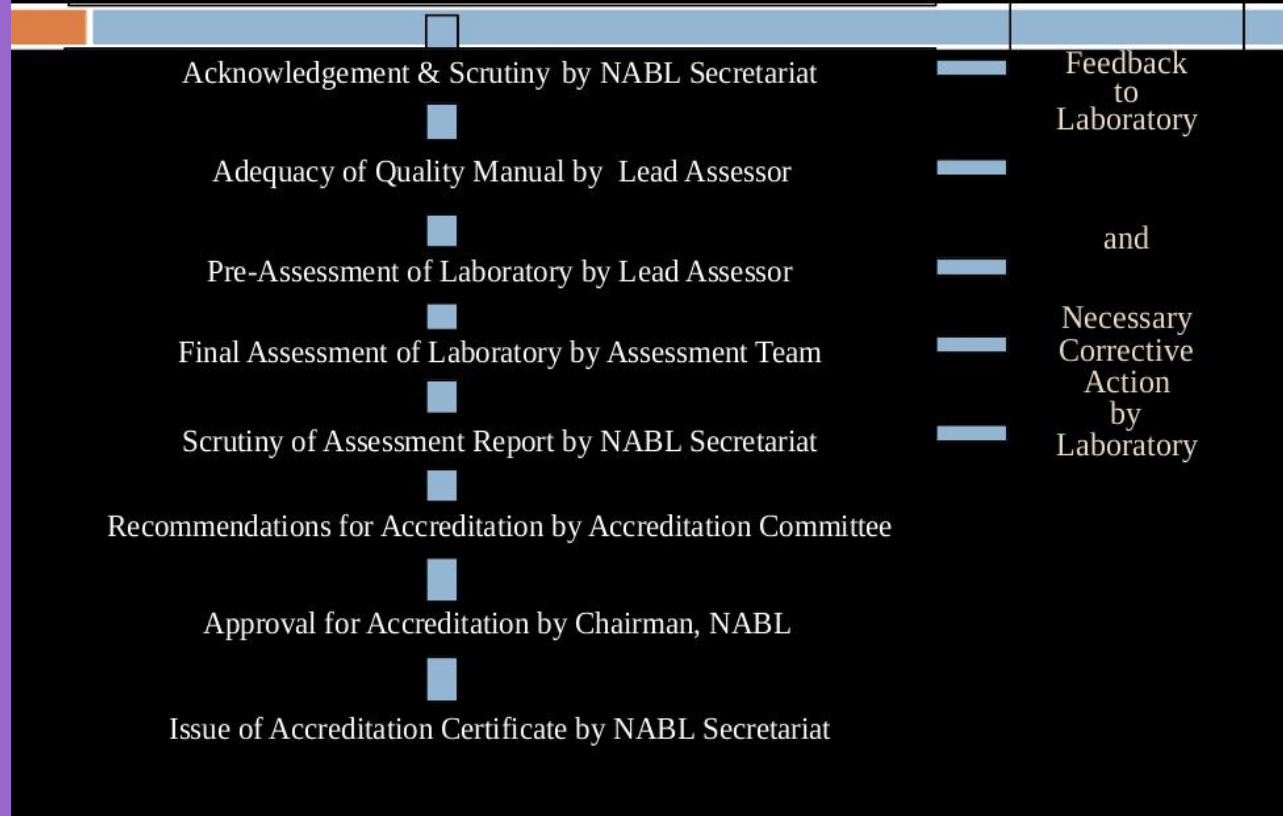 Acknowledgement & Scrutiny by NABL Secretariat
Feedback
to
Laboratory
Adequacy of Quality Manual by Lead Assessor
and
Pre-Assessment of Laboratory by Lead Assessor
Necessary
Corrective
Action
by
Laboratory
Final Assessment of Laboratory by Assessment Team
Scrutiny of Assessment Report by NABL Secretariat
Recommendations for Accreditation by Accreditation Committee
Approval for Accreditation by Chairman, NABL
Issue of Accreditation Certificate by NABL Secretariat